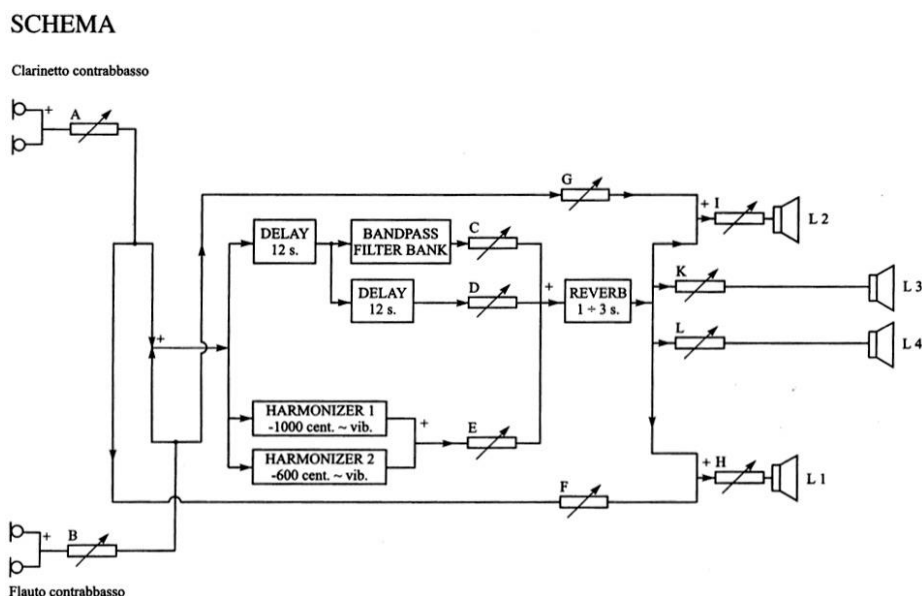 SCHEMA
Clarinetto contrabbasso
+
A
G
+ I
L 2
DELAY
12 s.
BANDPASS
FILTER BANK
C
DELAY
12 s.
D
+
REVERB
1 ÷ 3 s.
K
L 3
L
L 4
+
HARMONIZER 1
-1000 cent. ~ vib.
+
E
HARMONIZER 2
-600 cent. ~ vib.
+ H
L 1
F
+
B
Flauto contrabbasso